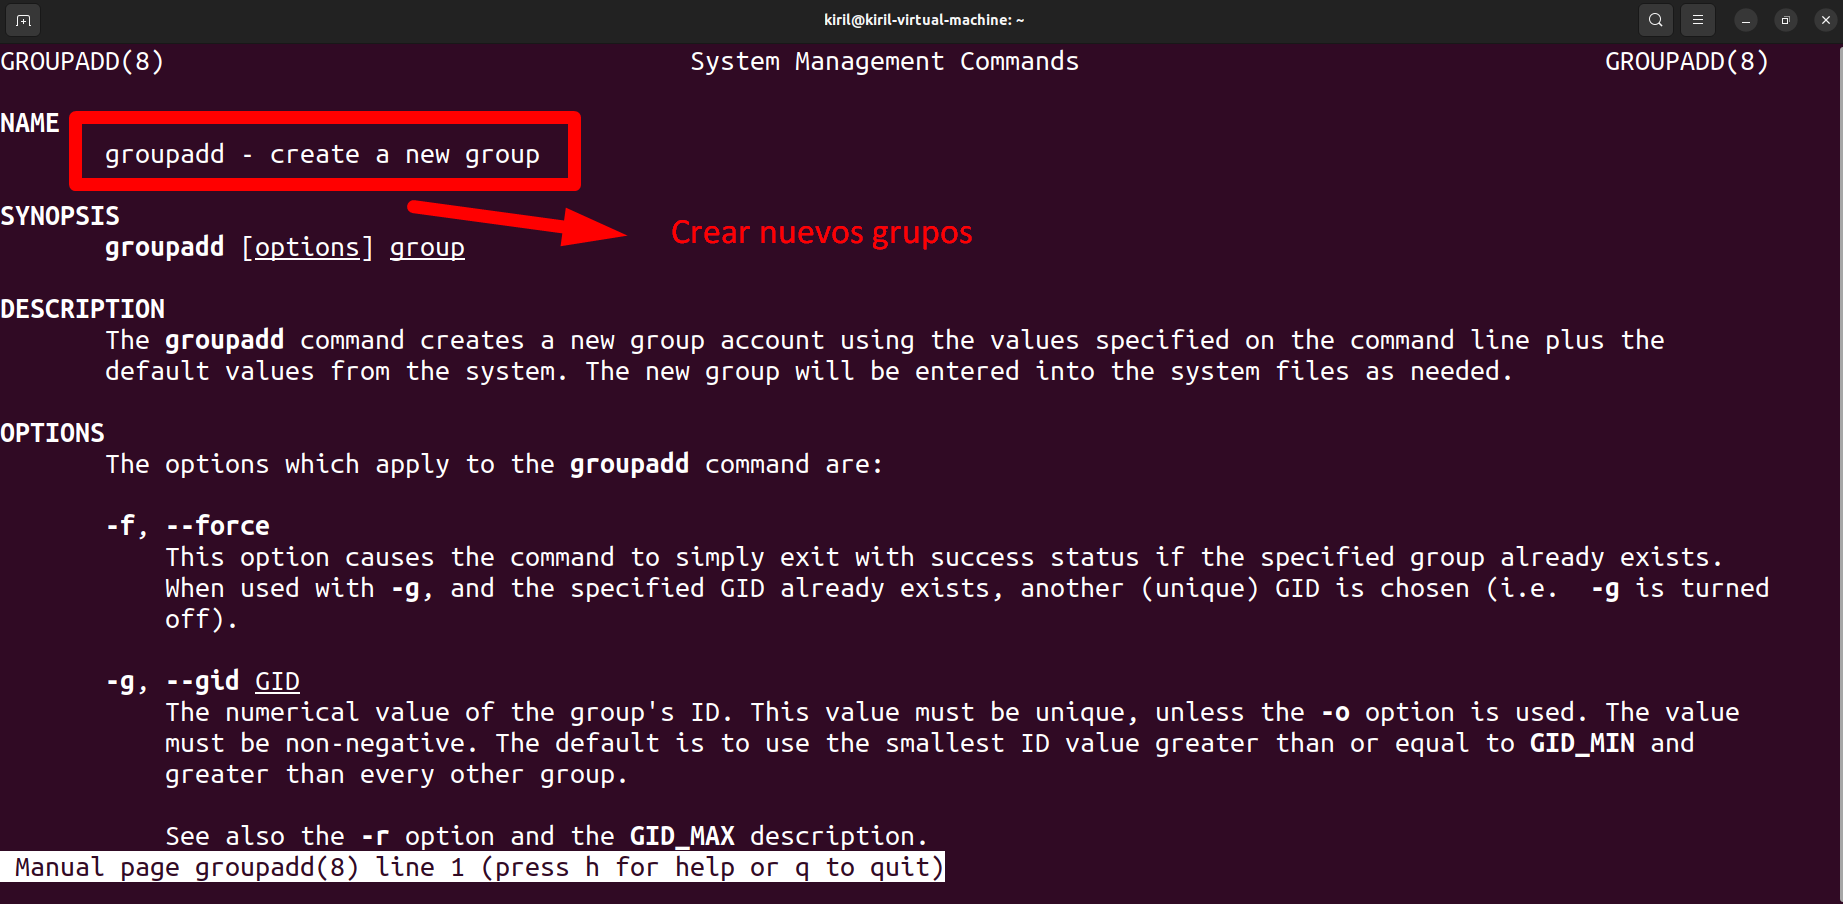 kiril@kiril-virtual-machine: ~
GROUPADD(8) System Management Commands GROUPADD(8)
NAME
groupadd - create a new group
SYNOPSIS
groupadd [options] group
Crear nuevos grupos
DESCRIPTION
The groupadd command creates a new group account using the values specified on the command line plus the
default values from the system. The new group will be entered into the system files as needed.
OPTIONS
The options which apply to the groupadd command are:
-f, --force
This option causes the command to simply exit with success status if the specified group already exists.
When used with -g, and the specified GID already exists, another (unique) GID is chosen (i.e.  -g is turned
off).
-g, --gid GID
The numerical value of the group's ID. This value must be unique, unless the -o option is used. The value
must be non-negative. The default is to use the smallest ID value greater than or equal to GID_MIN and
greater than every other group.
See also the -r option and the GID_MAX description.
Manual page groupadd(8) line 1 (press h for help or q to quit)